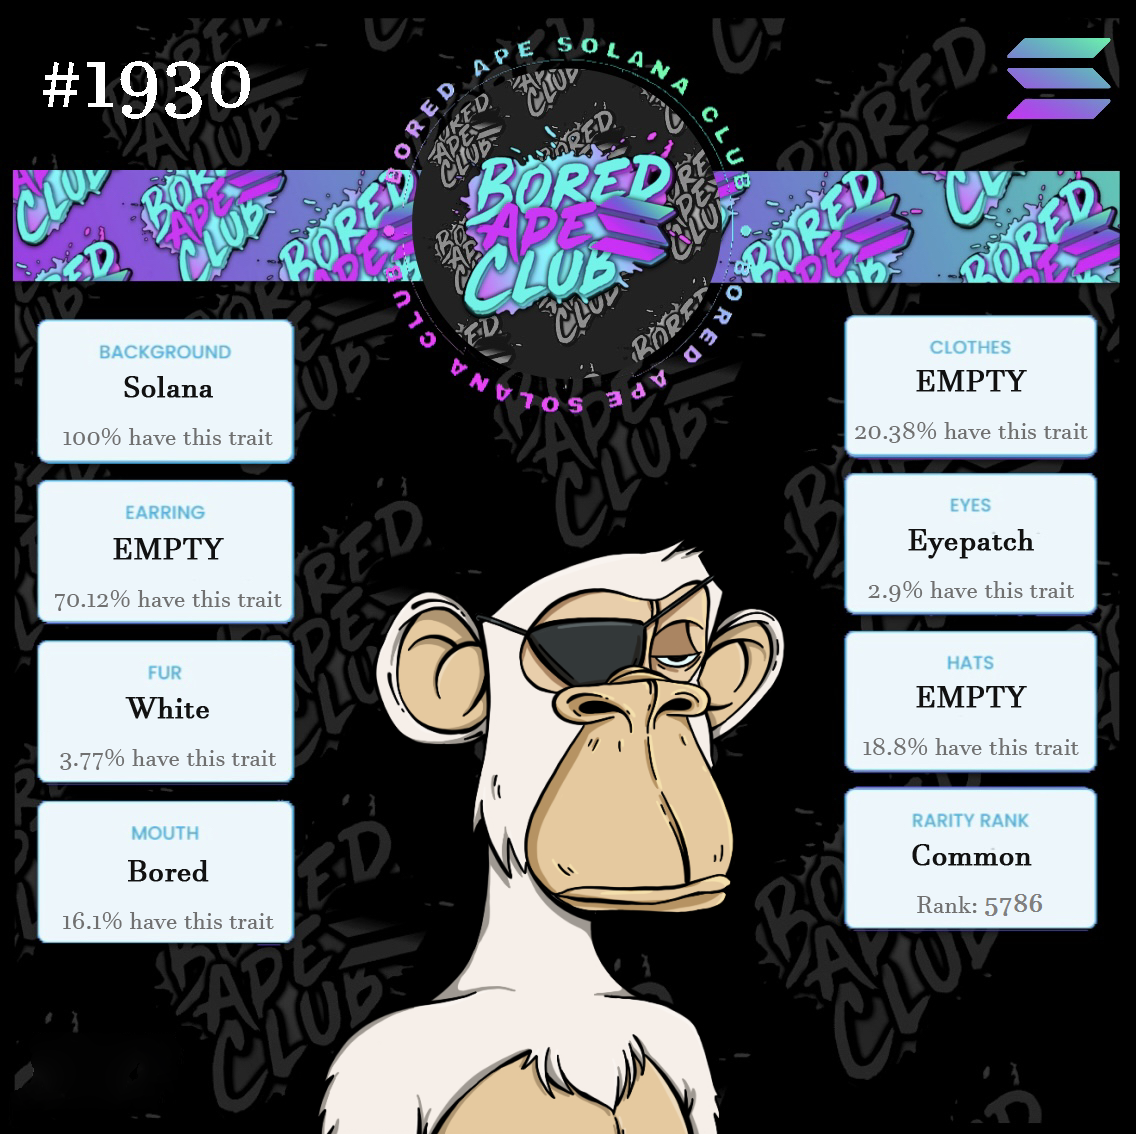 #1930
BORED APE SOLANA CLUB
BORED APE SOLANA CLUB
BORED
APE
CLUB
BACKGROUND
Solana
100% have this trait
EARRING
EMPTY
70.12% have this trait
FUR
White
3.77% have this trait
MOUTH
Bored
16.1% have this trait
CLOTHES
EMPTY
20.38% have this trait
EYES
Eyepatch
2.9% have this trait
HATS
EMPTY
18.8% have this trait
RARITY RANK
Common
Rank: 5786